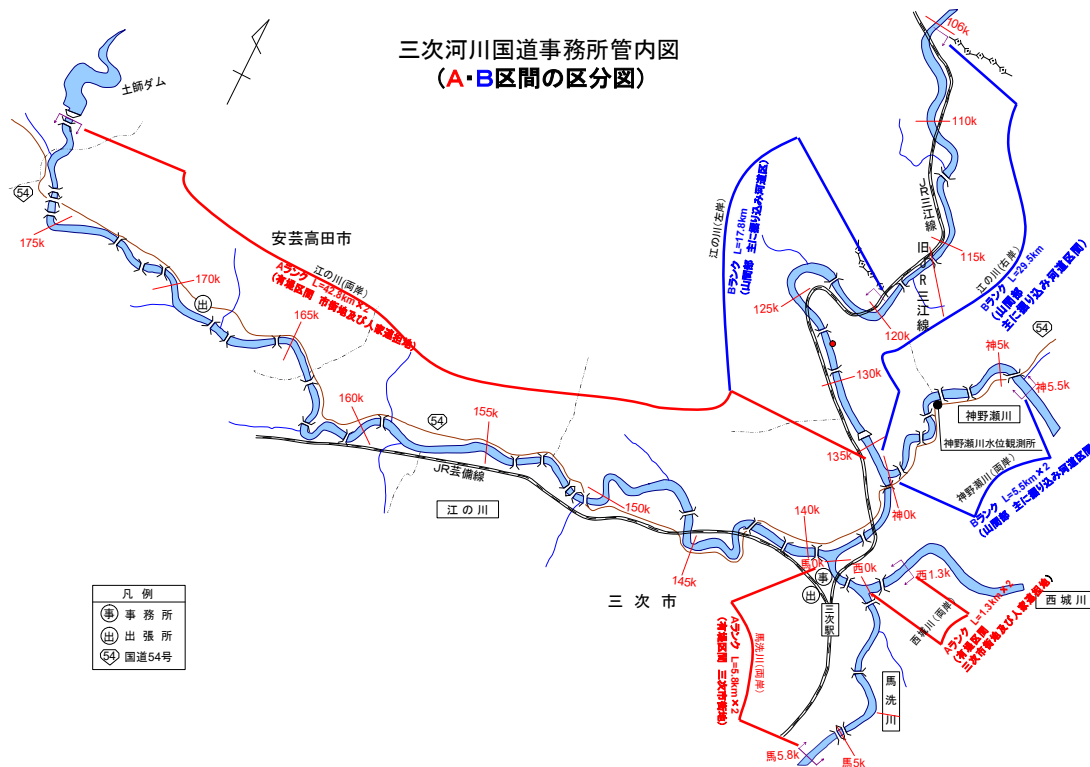 三次河川国道事務所管内図
（A・B区間の区分図）
土師ダム
54
175k
170k
出
安芸高田市
江の川（両岸）
Aランク L=42.8km×2
（有堤区間 市街地及び人家連担地）
165k
160k
54
155k
JR芸備線
江の川
150k
145k
140k
三次市
江の川（左岸）
Bランク L=17.8km
（山間部 主に掘り込み河道区）
106k
110k
JR三江線
115k
旧JR三江線
江の川（右岸）
Bランク L=29.5km
（山間部 主に掘り込み河道区間）
120k
125k
130k
135k
54
神5k
神5.5k
神野瀬川
神野瀬川水位観測所
神野瀬川（両岸）
Bランク L=5.5km×2
（山間部 主に掘り込み河道区間）
神0k
馬0k
西0k
西1.3k
事
出
三次駅
西城川
西城川（両岸）
Aランク L=1.3km×2
（有堤区間 三次市街地及び人家連担地）
馬洗川（両岸）
Aランク L=5.8km×2
（有堤区間 三次市街地）
馬洗川
馬5.8k
馬5k
凡例
事 事務所
出 出張所
54 国道54号